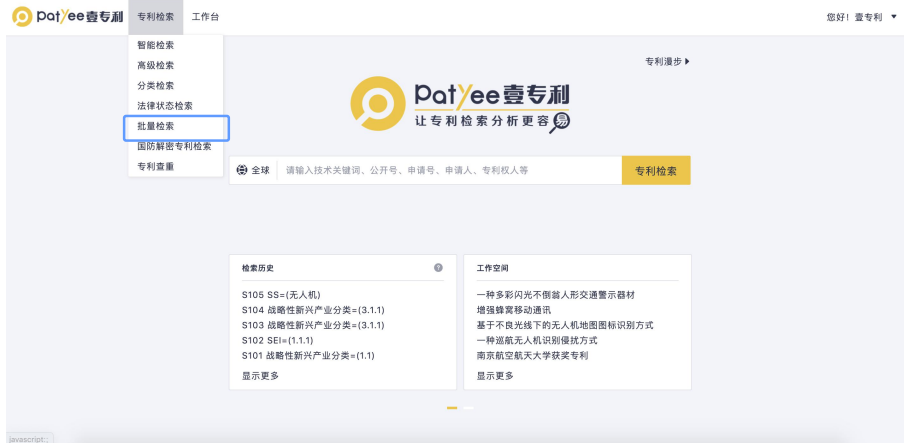 Patyee壹专利 专利检索 工作台 您好！壹专利 ▼
智能检索
高级检索
分类检索
法律状态检索
批量检索
国防解密专利检索
专利查重
专利漫步
Patyee壹专利
让专利检索分析更容易
全球 请输入技术关键词、公开号、申请号、申请人、专利权人等 专利检索
检索历史
S105 SS=(无人机)
S104 战略性新兴产业分类=(3.1.1)
S103 战略性新兴产业分类=(3.1.1)
S102 SEI=(1.1.1)
S101 战略性新兴产业分类=(1.1)
显示更多
工作空间
一种多彩闪光不倒翁人形交通警示器材
增强蜂窝移动通讯
基于不良光线下的无人机地图图标识别方式
一种巡航无人机识别侵扰方式
南京航空航天大学获奖专利
显示更多
javascript:;